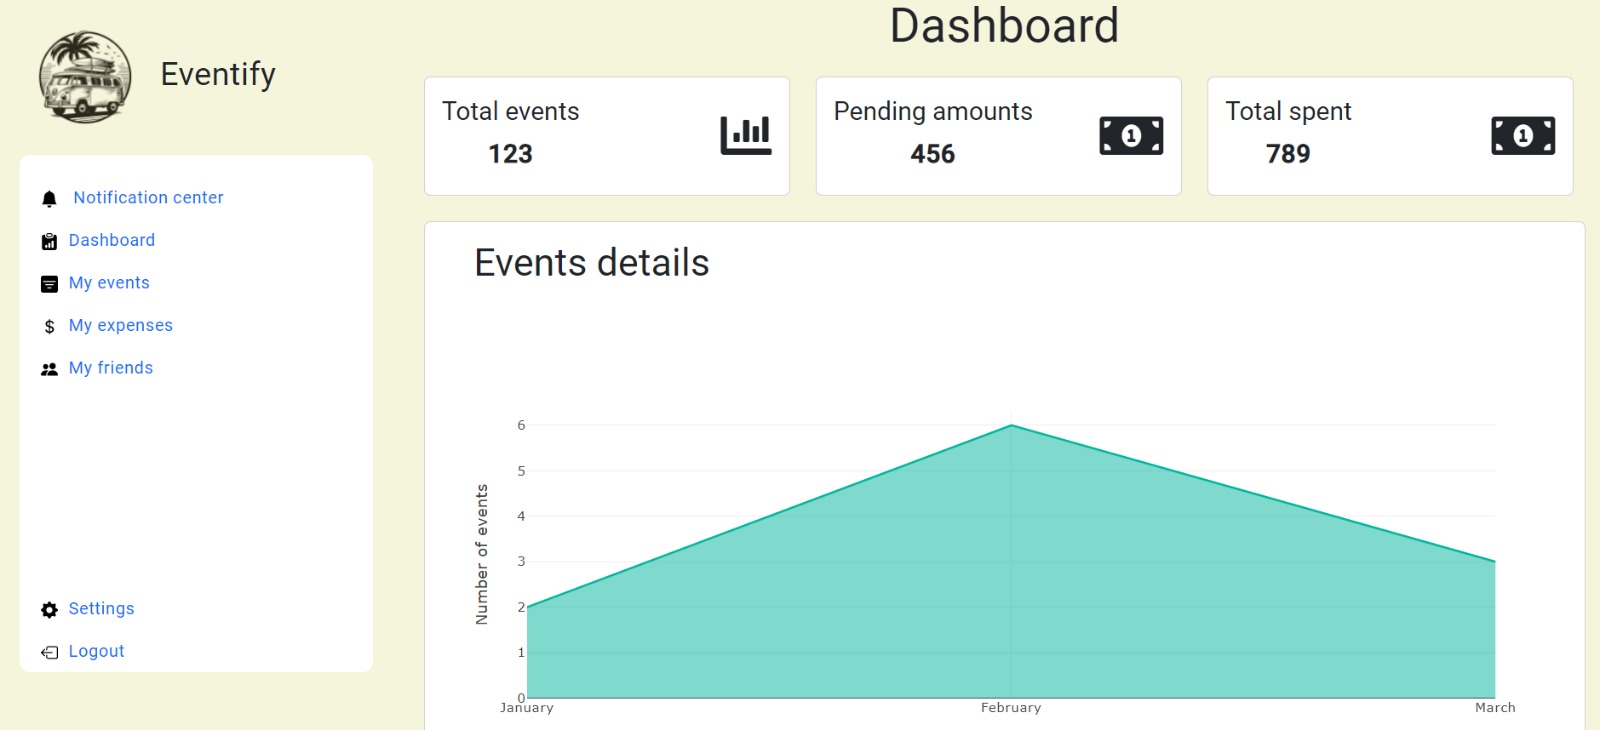 Dashboard
Eventify
Total events
123
Pending amounts
456
Total spent
789
Notification center
Dashboard
My events
My expenses
My friends
Settings
Logout
Events details
Number of events
6
5
4
3
2
1
0
January
February
March